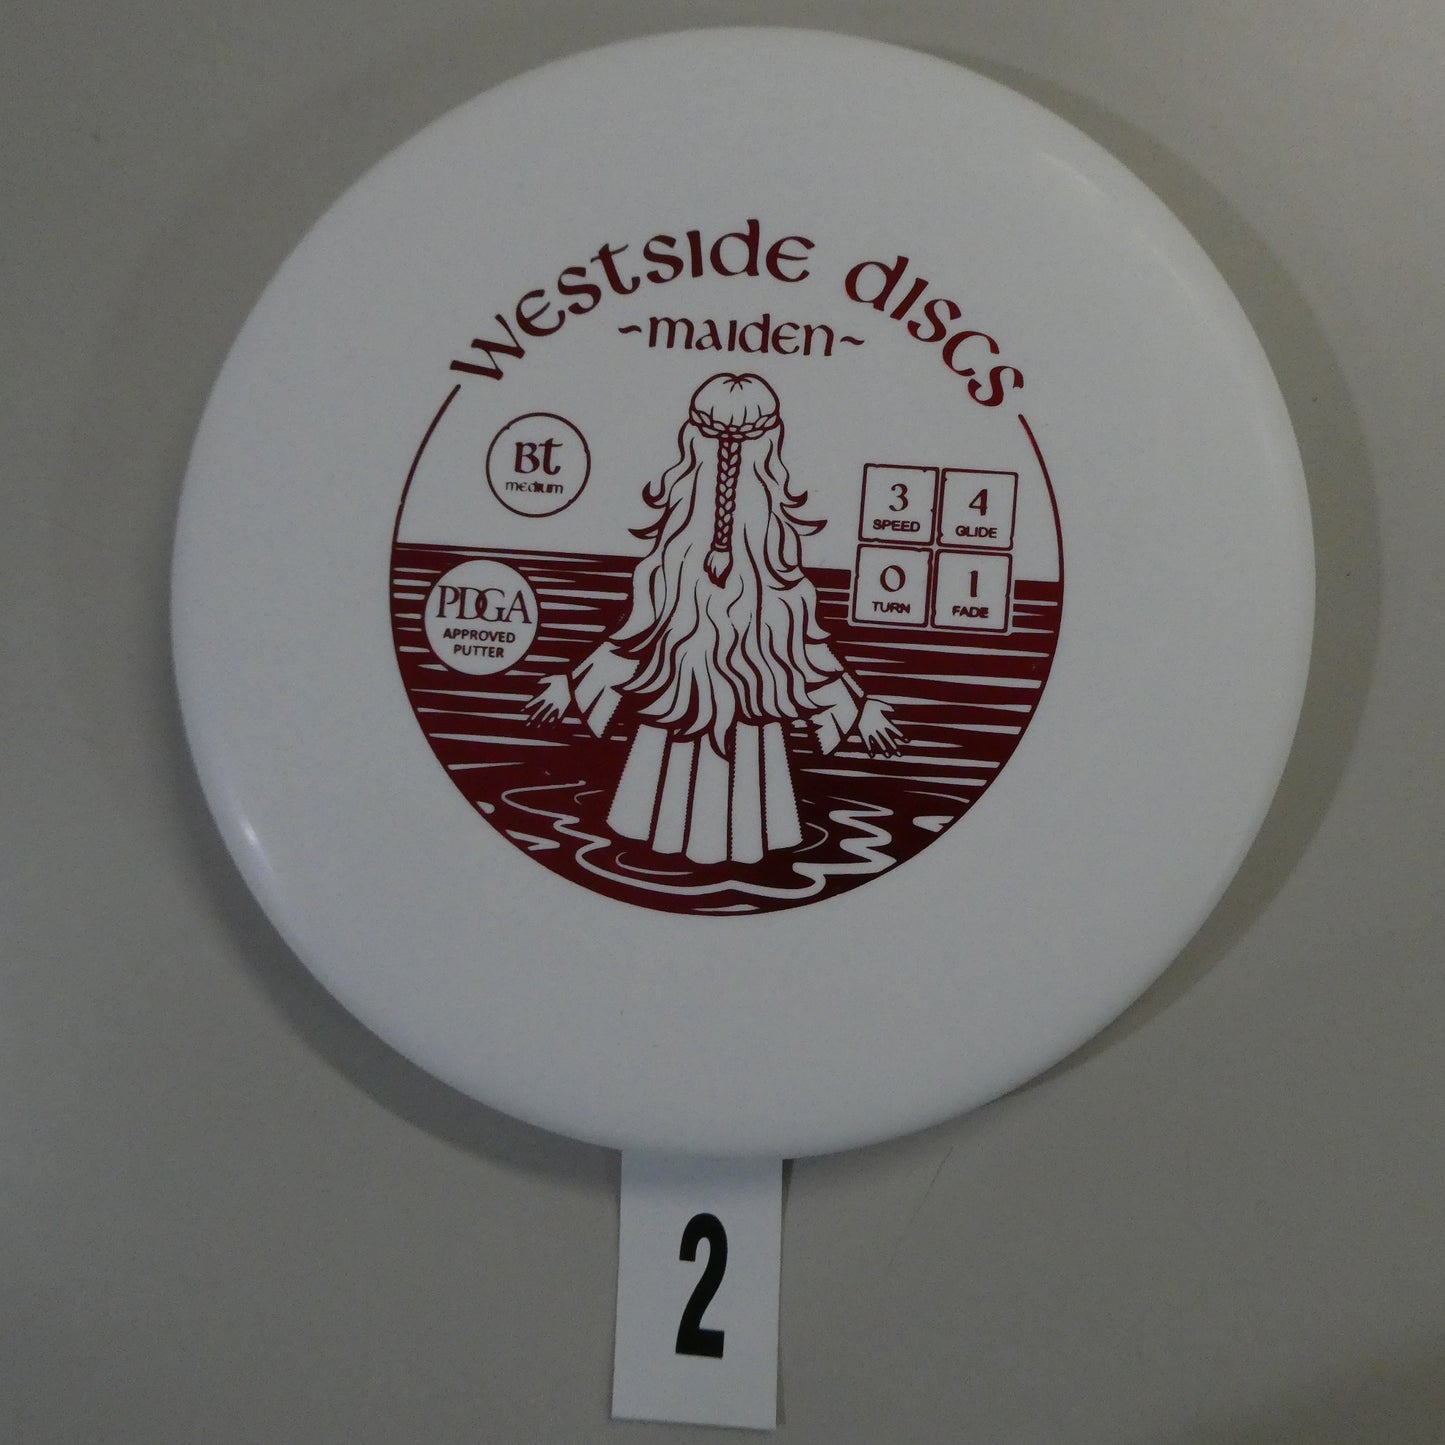 Westside Discs
~Maiden~
Bt
medium
3
SPEED
4
GLIDE
0
TURN
1
FADE
PDGA
APPROVED
PUTTER
2